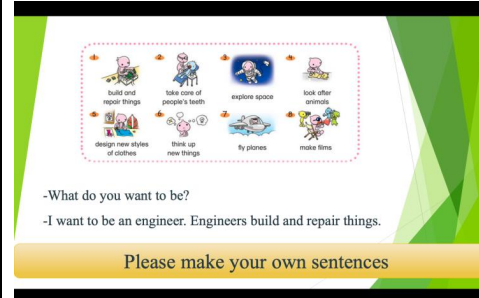 1
2
3
4
build and
repair things
take care of
people's teeth
explore space
look after
animals
5
6
7
8
design new styles
of clothes
think up
new things
fly planes
make films
-What do you want to be?
-I want to be an engineer. Engineers build and repair things.
Please make your own sentences